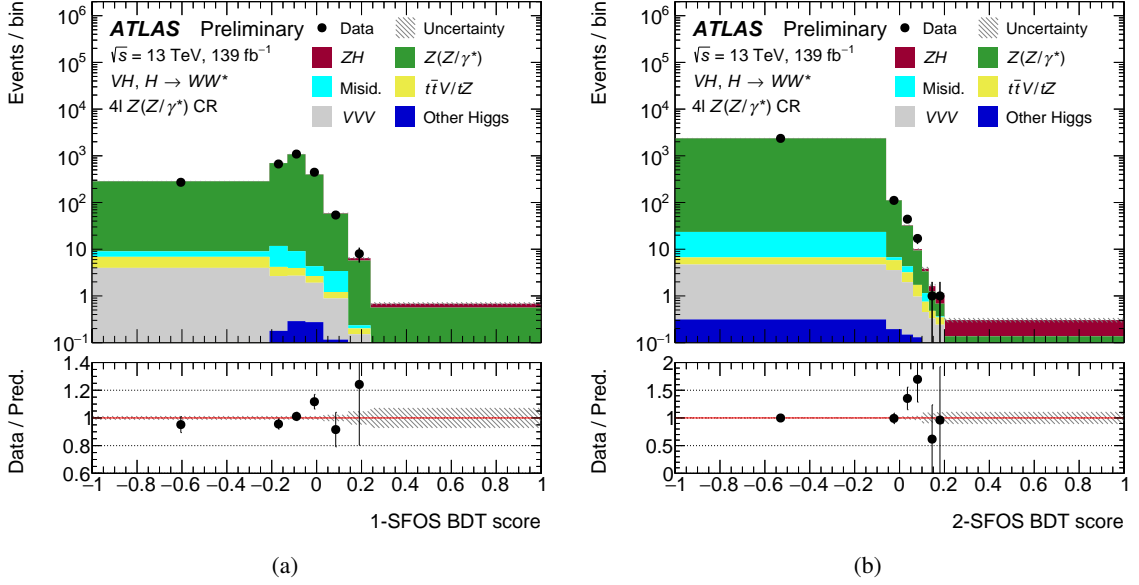 Events / bin
10⁶
10⁵
10⁴
10³
10²
10
1
10⁻¹
ATLAS Preliminary
√s = 13 TeV, 139 fb⁻¹
VH, H → WW*
4l Z(Z/γ*) CR
Data
Uncertainty
ZH
Z(Z/γ*)
Misid.
tt̄V/tZ
VVV
Other Higgs
Data / Pred.
1.4
1.2
1
0.8
0.6
−1 −0.8 −0.6 −0.4 −0.2 0 0.2 0.4 0.6 0.8 1
1-SFOS BDT score
(a)
Events / bin
10⁶
10⁵
10⁴
10³
10²
10
1
10⁻¹
ATLAS Preliminary
√s = 13 TeV, 139 fb⁻¹
VH, H → WW*
4l Z(Z/γ*) CR
Data
Uncertainty
ZH
Z(Z/γ*)
Misid.
tt̄V/tZ
VVV
Other Higgs
Data / Pred.
2
1.5
1
0.5
0
−1 −0.8 −0.6 −0.4 −0.2 0 0.2 0.4 0.6 0.8 1
2-SFOS BDT score
(b)